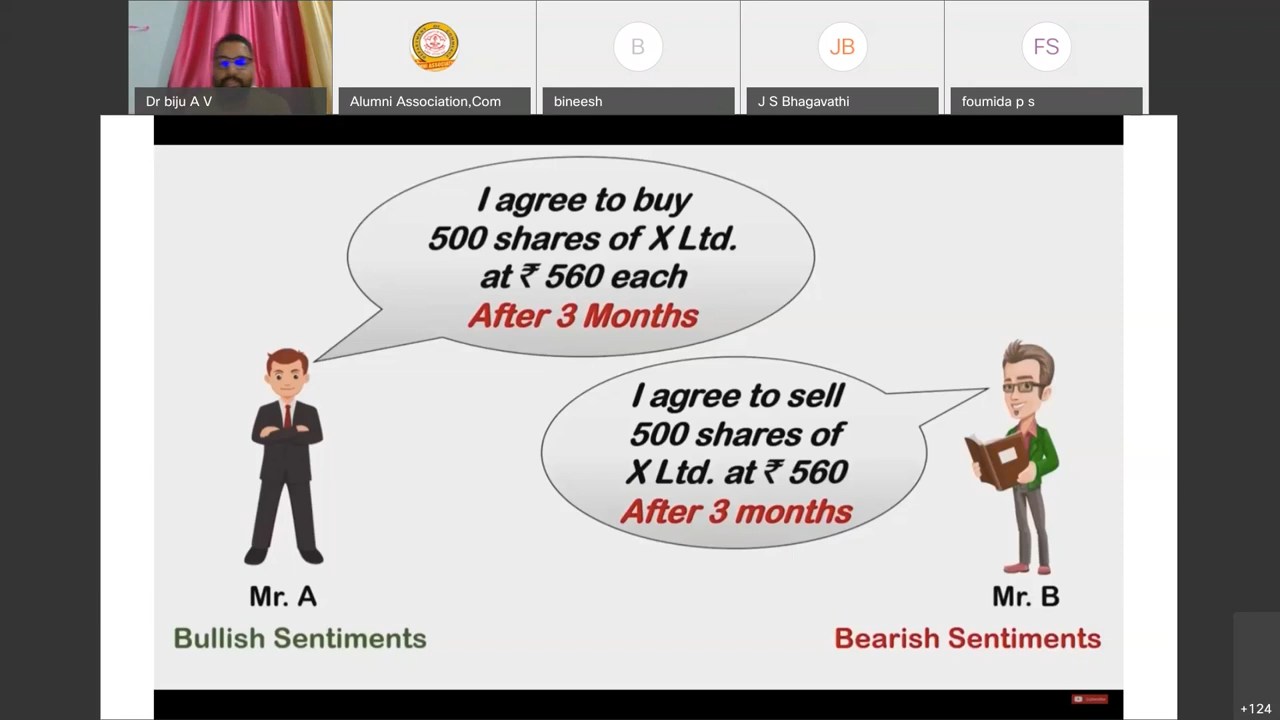 Dr biju A V
Alumni Association,Com
B
bineesh
JB
J S Bhagavathi
FS
foumida p s
I agree to buy
500 shares of X Ltd.
at ₹ 560 each
After 3 Months
I agree to sell
500 shares of
X Ltd. at ₹ 560
After 3 months
Mr. A
Bullish Sentiments
Mr. B
Bearish Sentiments
+124